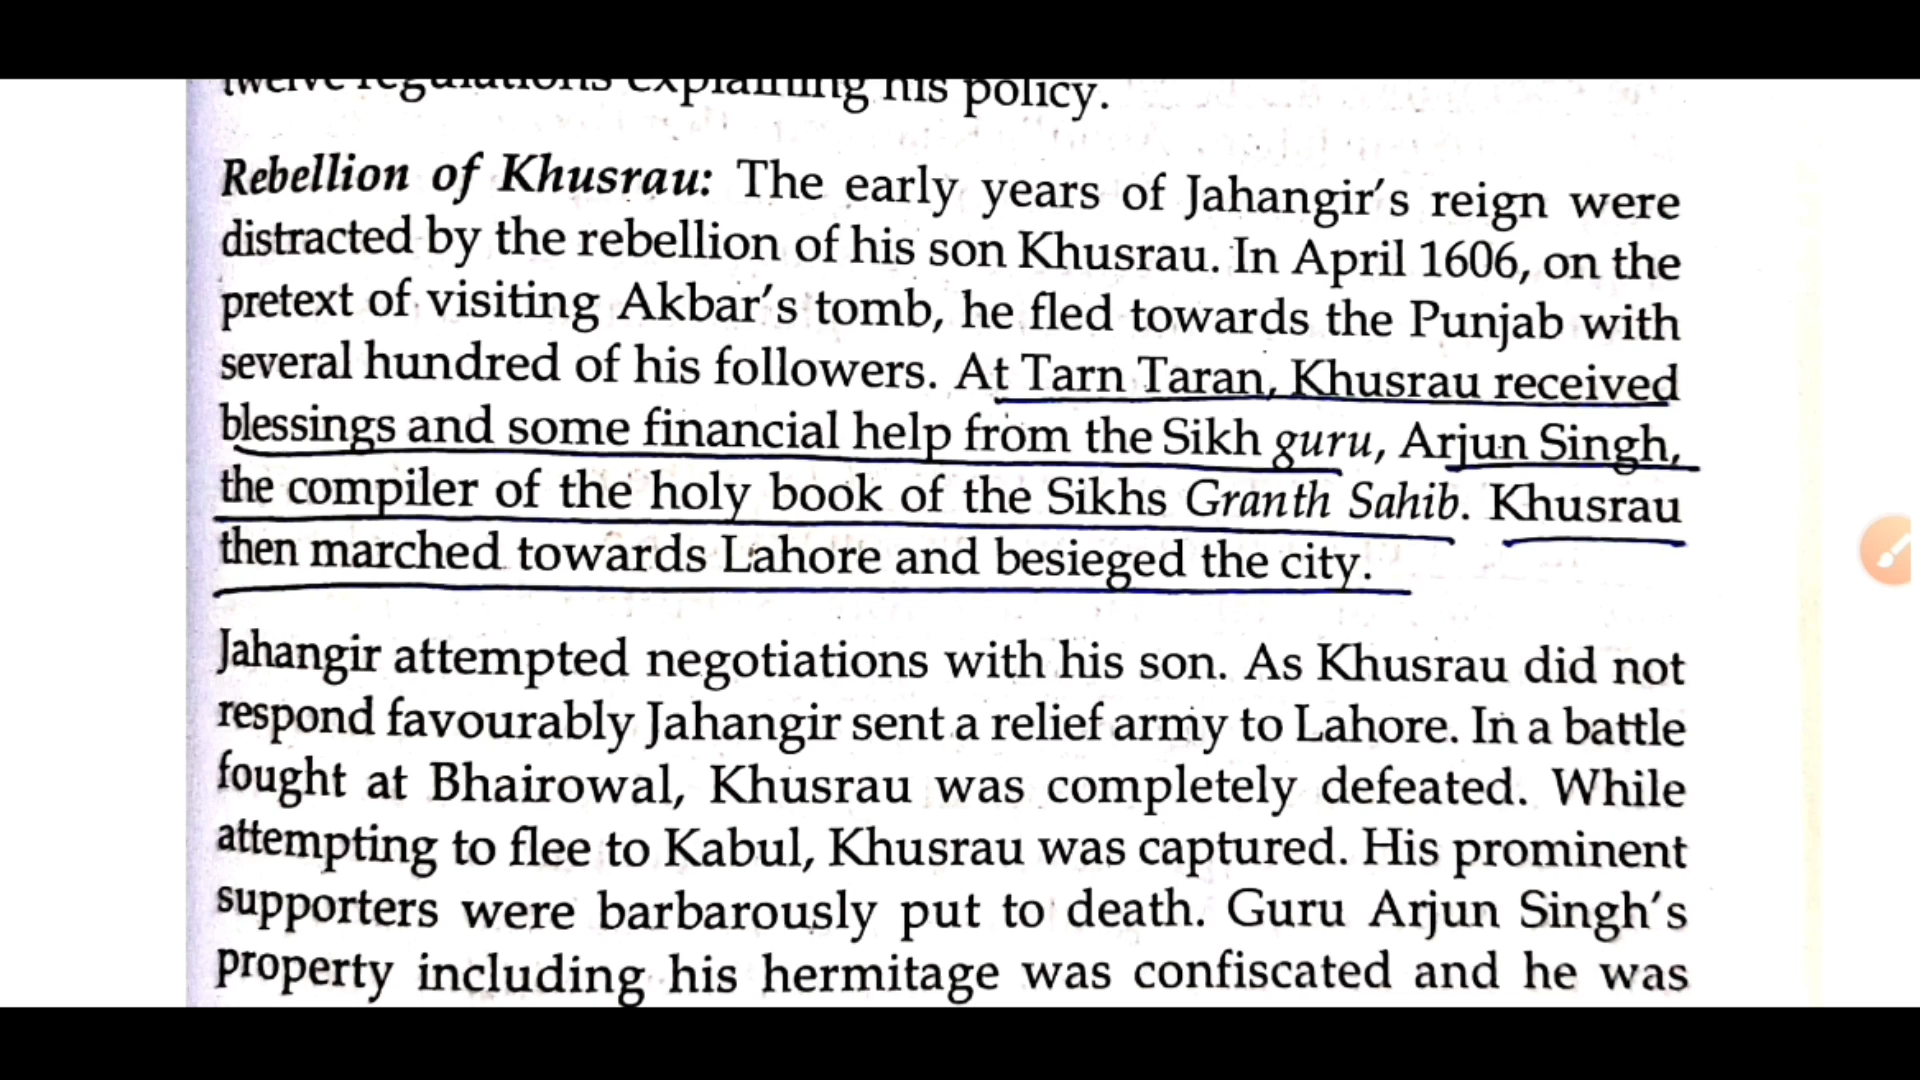 twelve regulations explaining his policy.
Rebellion of Khusrau: The early years of Jahangir's reign were
distracted by the rebellion of his son Khusrau. In April 1606, on the
pretext of visiting Akbar's tomb, he fled towards the Punjab with
several hundred of his followers. At Tarn Taran, Khusrau received
blessings and some financial help from the Sikh guru, Arjun Singh,
the compiler of the holy book of the Sikhs Granth Sahib. Khusrau
then marched towards Lahore and besieged the city.
Jahangir attempted negotiations with his son. As Khusrau did not
respond favourably Jahangir sent a relief army to Lahore. In a battle
fought at Bhairowal, Khusrau was completely defeated. While
attempting to flee to Kabul, Khusrau was captured. His prominent
supporters were barbarously put to death. Guru Arjun Singh's
property including his hermitage was confiscated and he was